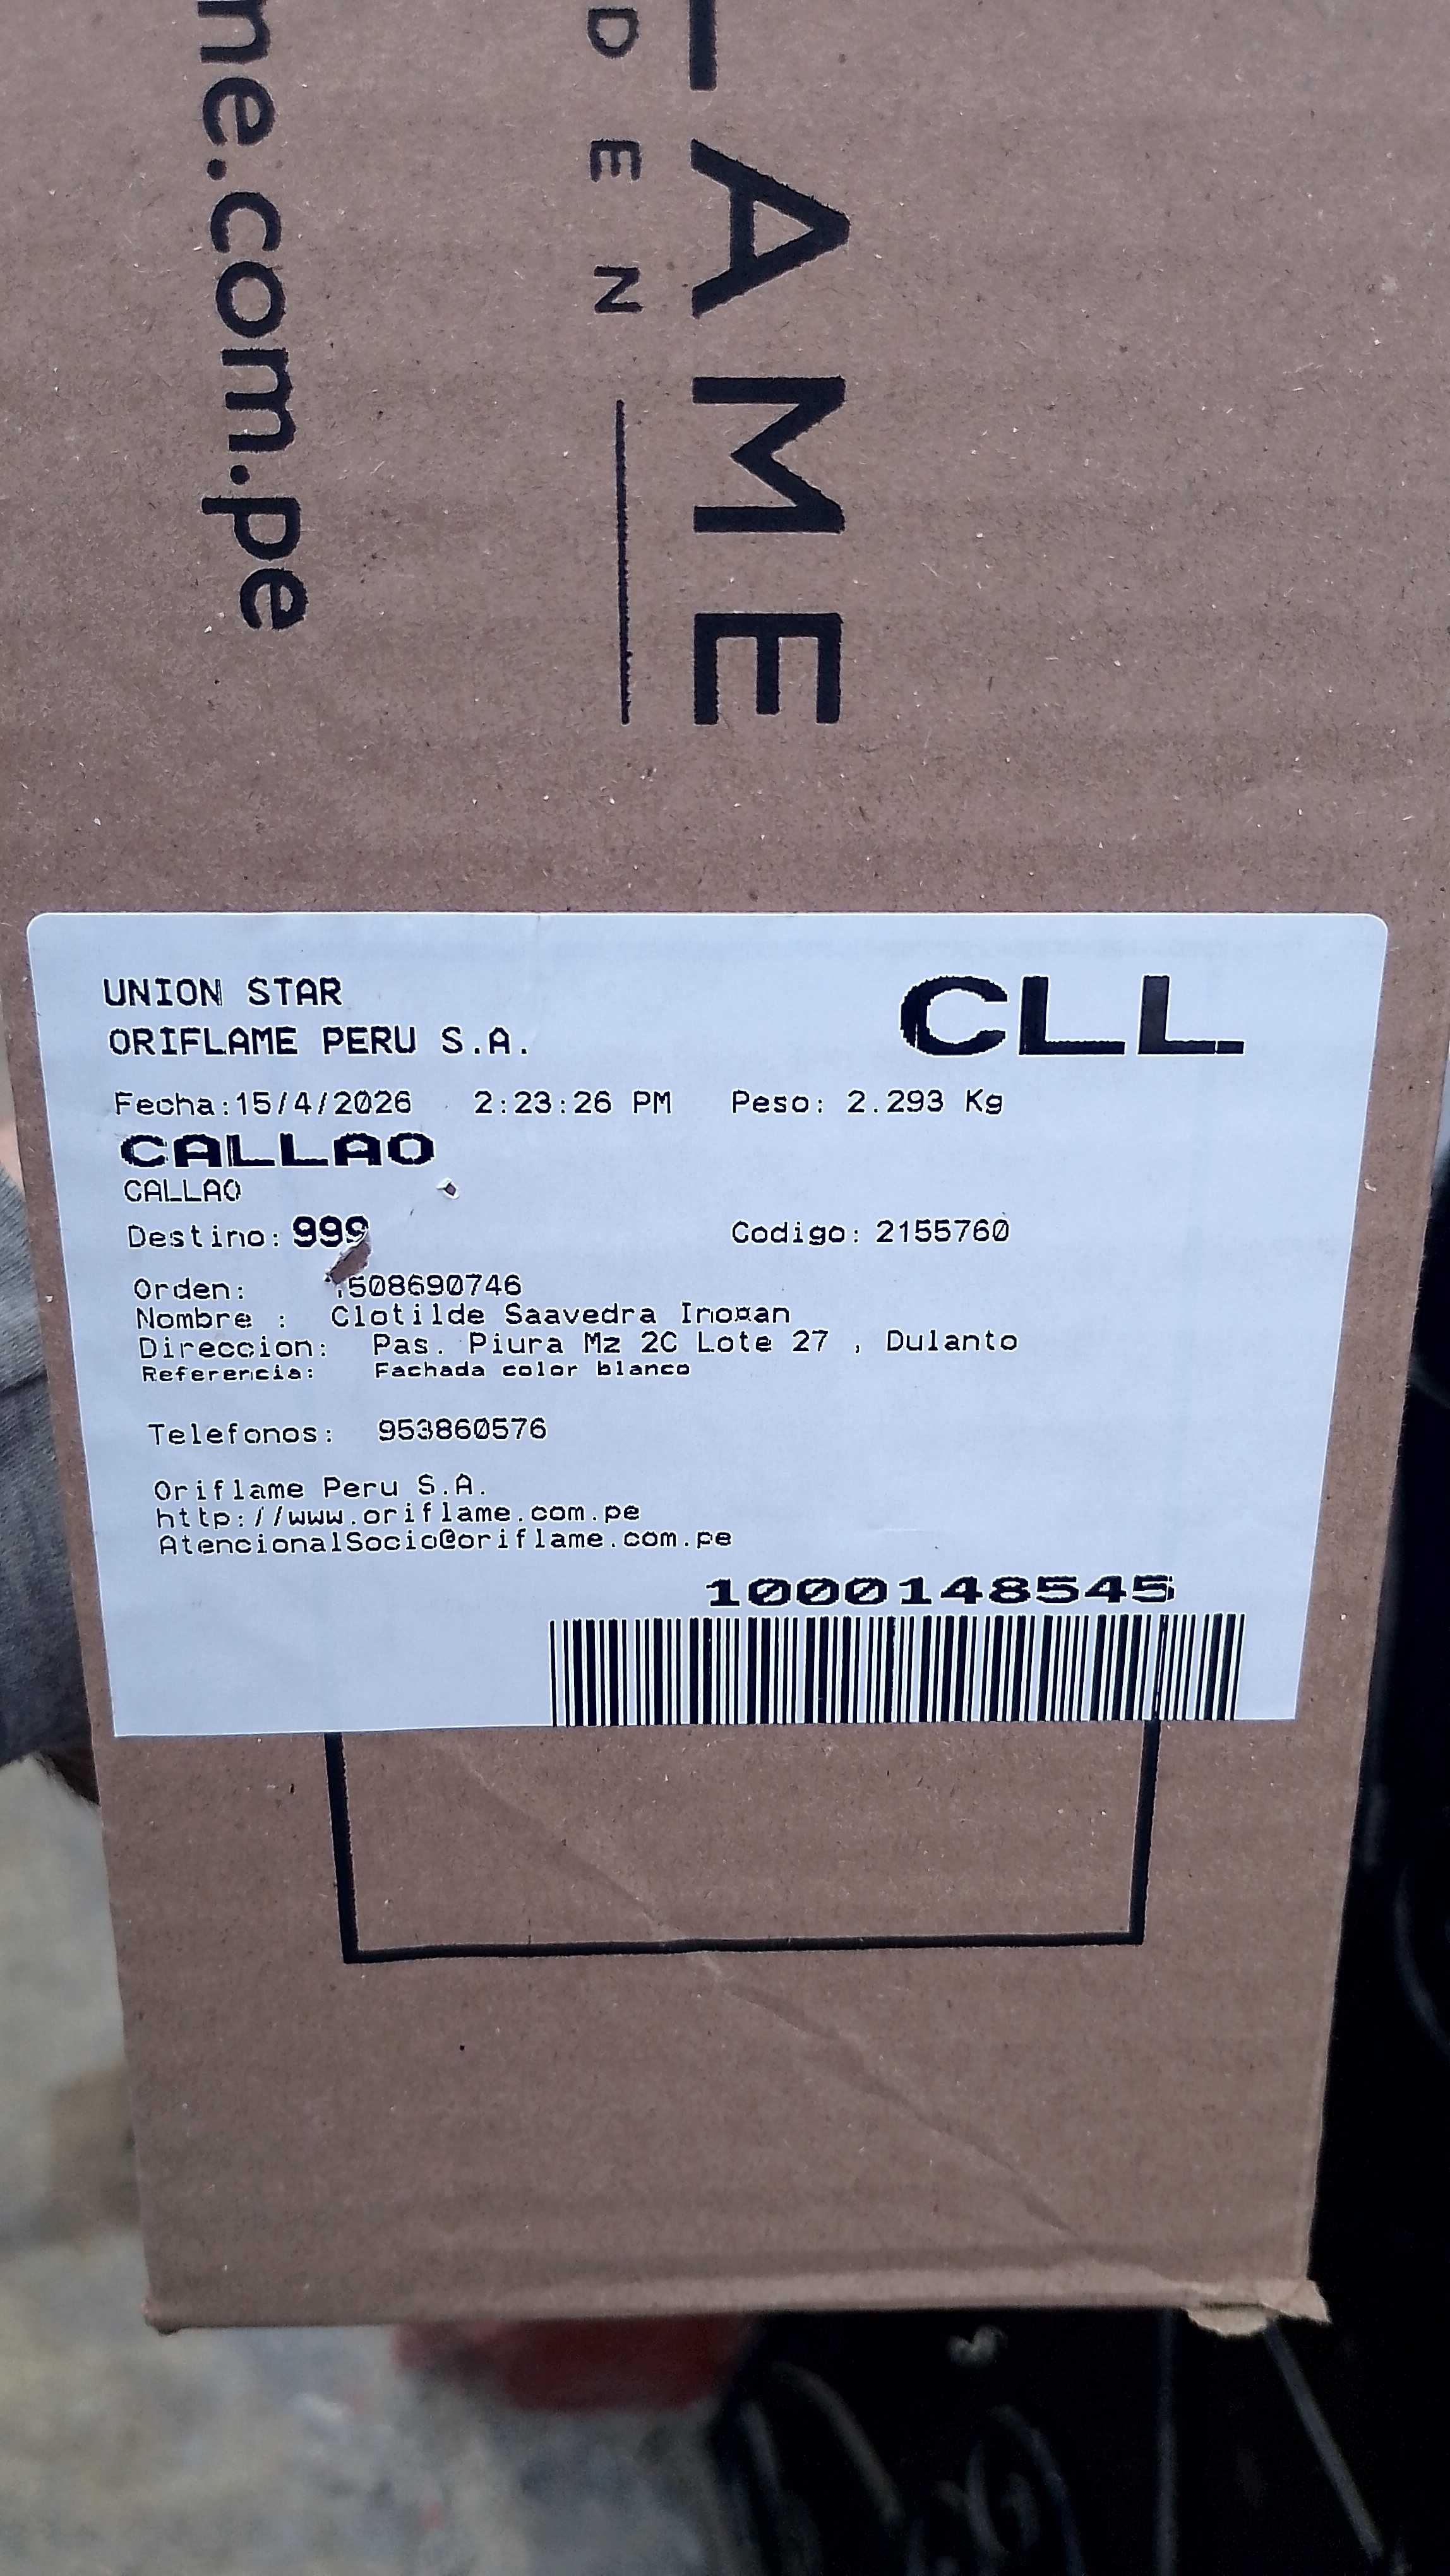 me.com.pe
DEN
LAME
UNION STAR
CLL
ORIFLAME PERU S.A.
Fecha:15/4/2026 2:23:26 PM Peso: 2.293 Kg
CALLAO
CALLAO
Destino: 999
Codigo: 2155760
Orden: 508690746
Nombre : Clotilde Saavedra
Direccion: Pas. Piura Mz 2C Lote 27 , Dulanto
Referencia: Fachada color blanco
Telefonos: 953860576
Oriflame Peru S.A.
http://www.oriflame.com.pe
AtencionalSocio@oriflame.com.pe
1000148545